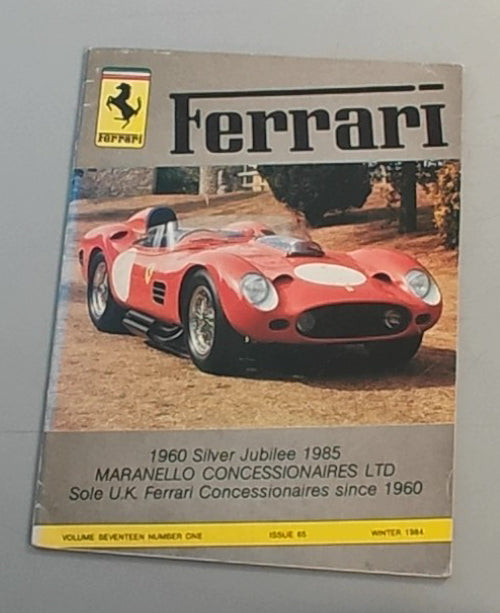 Ferrari
Ferrari
1960 Silver Jubilee 1985
MARANELLO CONCESSIONAIRES LTD
Sole U.K. Ferrari Concessionaires since 1960
VOLUME SEVENTEEN NUMBER ONE ISSUE 65 WINTER 1984